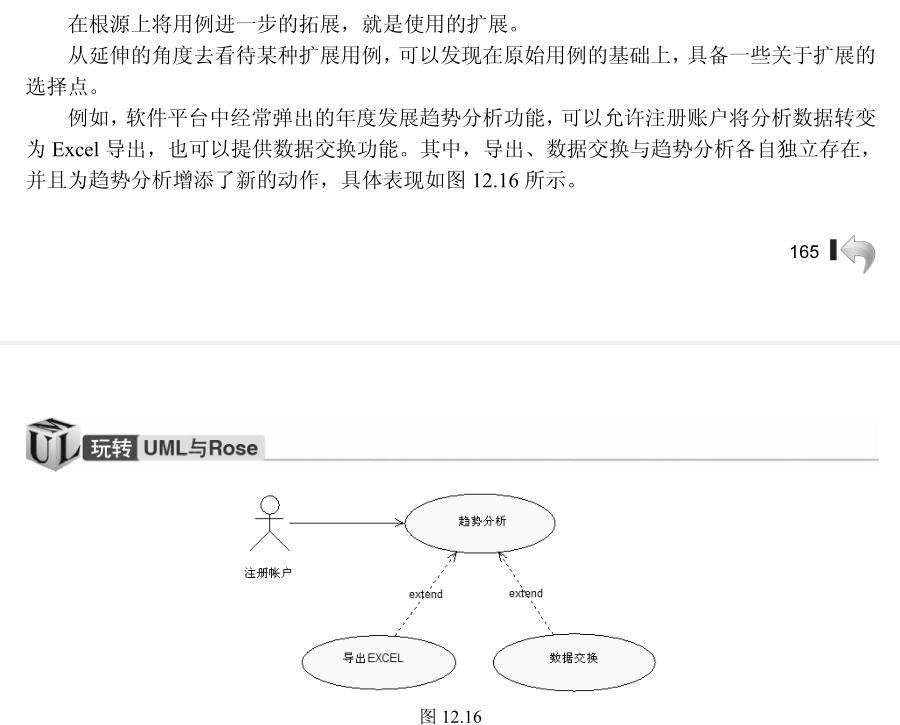 在根源上将用例进一步的拓展，就是使用的扩展。
从延伸的角度去看待某种扩展用例，可以发现在原始用例的基础上，具备一些关于扩展的
选择点。
例如，软件平台中经常弹出的年度发展趋势分析功能，可以允许注册账户将分析数据转变
为 Excel 导出，也可以提供数据交换功能。其中，导出、数据交换与趋势分析各自独立存在，
并且为趋势分析增添了新的动作，具体表现如图 12.16 所示。
165
UML 玩转 UML与Rose
趋势分析
注册帐户
extend extend
导出EXCEL 数据交换
图 12.16